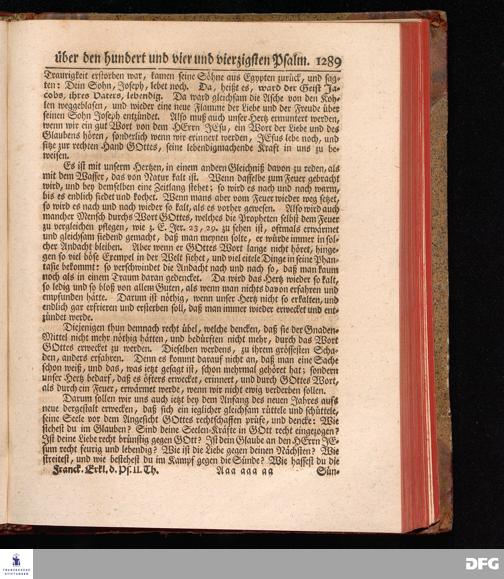 über den hundert und vier und vierzigsten Psalm. 1289
Traurigkeit erstorben war, kamen seine Söhne aus Egypten zurück, und sag-
ten: Dein Sohn, Joseph, lebet noch. Da, heißt es, ward der Geist Ja-
cobs, ihres Vaters, lebendig. Da ward gleichsam die Asche von den Koh-
len weggeblasen, und wieder eine neue Flamme der Liebe und der Freude über
seinen Sohn Joseph entzündet. Also muß auch unser Hertz ermuntert werden,
wenn wir ein gut Wort von dem HErrn JEsu, ein Wort der Liebe und des
Glaubens hören, sonderlich wenn wir erinnert werden, JEsus lebe noch, und
sitze zur rechten Hand GOttes, seine lebendigmachende Kraft in uns zu be-
weisen.
Es ist mit unserm Hertzen, in einem andern Gleichniß davon zu reden, als
mit dem Wasser, das von Natur kalt ist. Wenn dasselbe zum Feuer gebracht
wird, und bey demselben eine Zeitlang stehet; so wird es nach und nach warm,
bis es endlich siedet und kochet. Wenn mans aber vom Feuer wieder weg setzet,
so wird es nach und nach wieder so kalt, als es vorher gewesen. Also wird auch
mancher Mensch durchs Wort GOttes, welches die Propheten selbst dem Feuer
zu vergleichen pflegen, wie z. E. Jer. 23, 29. zu sehen ist, oftmals erwärmet
und gleichsam siedend gemacht, daß man meynen solte, er würde immer in sol-
cher Andacht bleiben. Aber wenn er GOttes Wort lange nicht höret, hinge-
gen so viel böse Exempel in der Welt siehet, und viel eitele Dinge in seine Phan-
tasie bekommt: so verschwindet die Andacht nach und nach so, daß man kaum
noch als in einem Traum daran gedencket. Da wird das Hertz wieder so kalt,
so ledig und so bloß von allem Guten, als wenn man nichts davon erfahren und
empfunden hätte. Darum ist nöthig, wenn unser Hertz nicht so erkalten, und
endlich gar erfrieren und ersterben soll, daß man immer wieder erwecket und ent-
zündet werde.
Diejenigen thun demnach recht übel, welche dencken, daß sie der Gnaden-
Mittel nicht mehr nöthig hätten, und bedürften nicht mehr, durch das Wort
GOttes erwecket zu werden. Dieselben werdens, zu ihrem grössesten Scha-
den, anders erfahren. Denn es kommt darauf nicht an, daß man eine Sache
schon weiß, und das, was ietzt gesagt ist, schon mehrmal gehöret hat; sondern
unser Hertz bedarf, daß es öfters erwecket, erinnert, und durch GOttes Wort,
als durch ein Feuer, erwärmet werde, wenn wir nicht ewig verderben sollen.
Darum sollen wir uns auch ietzt bey dem Anfang des neuen Jahres aufs
neue dergestalt erwecken, daß sich ein ieglicher gleichsam rüttele und schüttele,
seine Seele vor dem Angesicht GOttes rechtschaffen prüfe, und dencke: Wie
stehest du im Glauben? Sind deine Seelen-Kräfte in GOtt recht eingezogen?
Ist deine Liebe recht brünstig gegen GOtt? Ist dein Glaube an den HErrn JE-
sum recht feurig und lebendig? Wie ist die Liebe gegen deinen Nächsten? Wie
streitest, und wie bestehest du im Kampf gegen die Sünde? Wie hassest du die
Franck. Erkl. d. Ps. II. Th. Aaa aaa aa Sün-
FRANCKESCHE
STIFTUNGEN
DFG